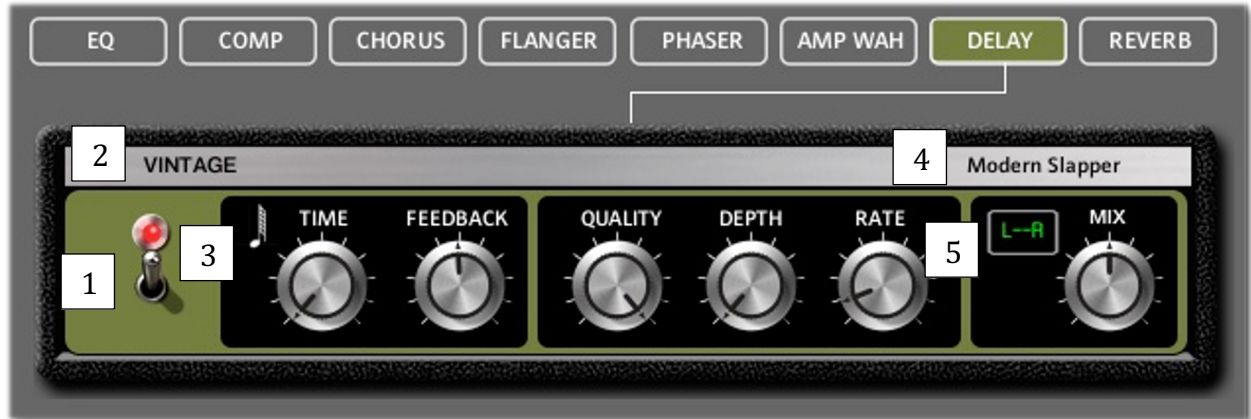 EQ COMP CHORUS FLANGER PHASER AMP WAH DELAY REVERB
2 VINTAGE 4 Modern Slapper
TIME FEEDBACK QUALITY DEPTH RATE MIX
1 3 5 L--R